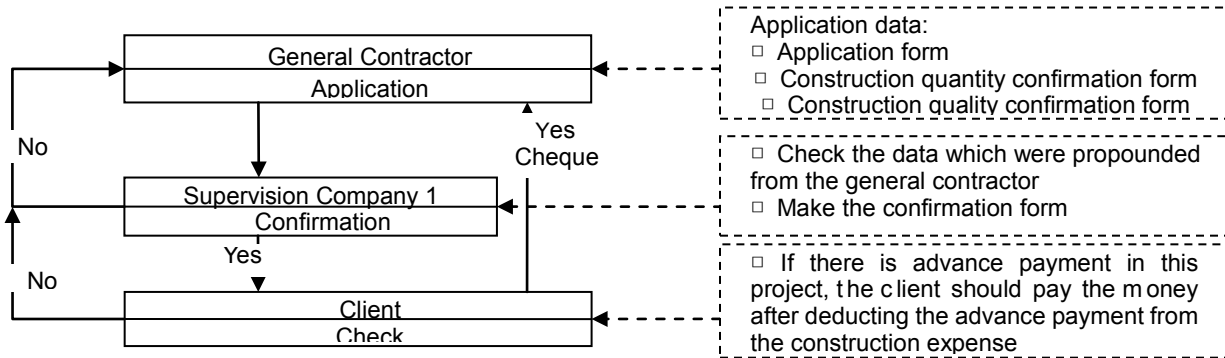 General Contractor
Application
Application data:
□ Application form
□ Construction quantity confirmation form
□ Construction quality confirmation form
No
Yes
Cheque
Supervision Company 1
Confirmation
□ Check the data which were propounded
from the general contractor
□ Make the confirmation form
Yes
No
Client
Check
□ If there is advance payment in this
project, the client should pay the money
after deducting the advance payment from
the construction expense